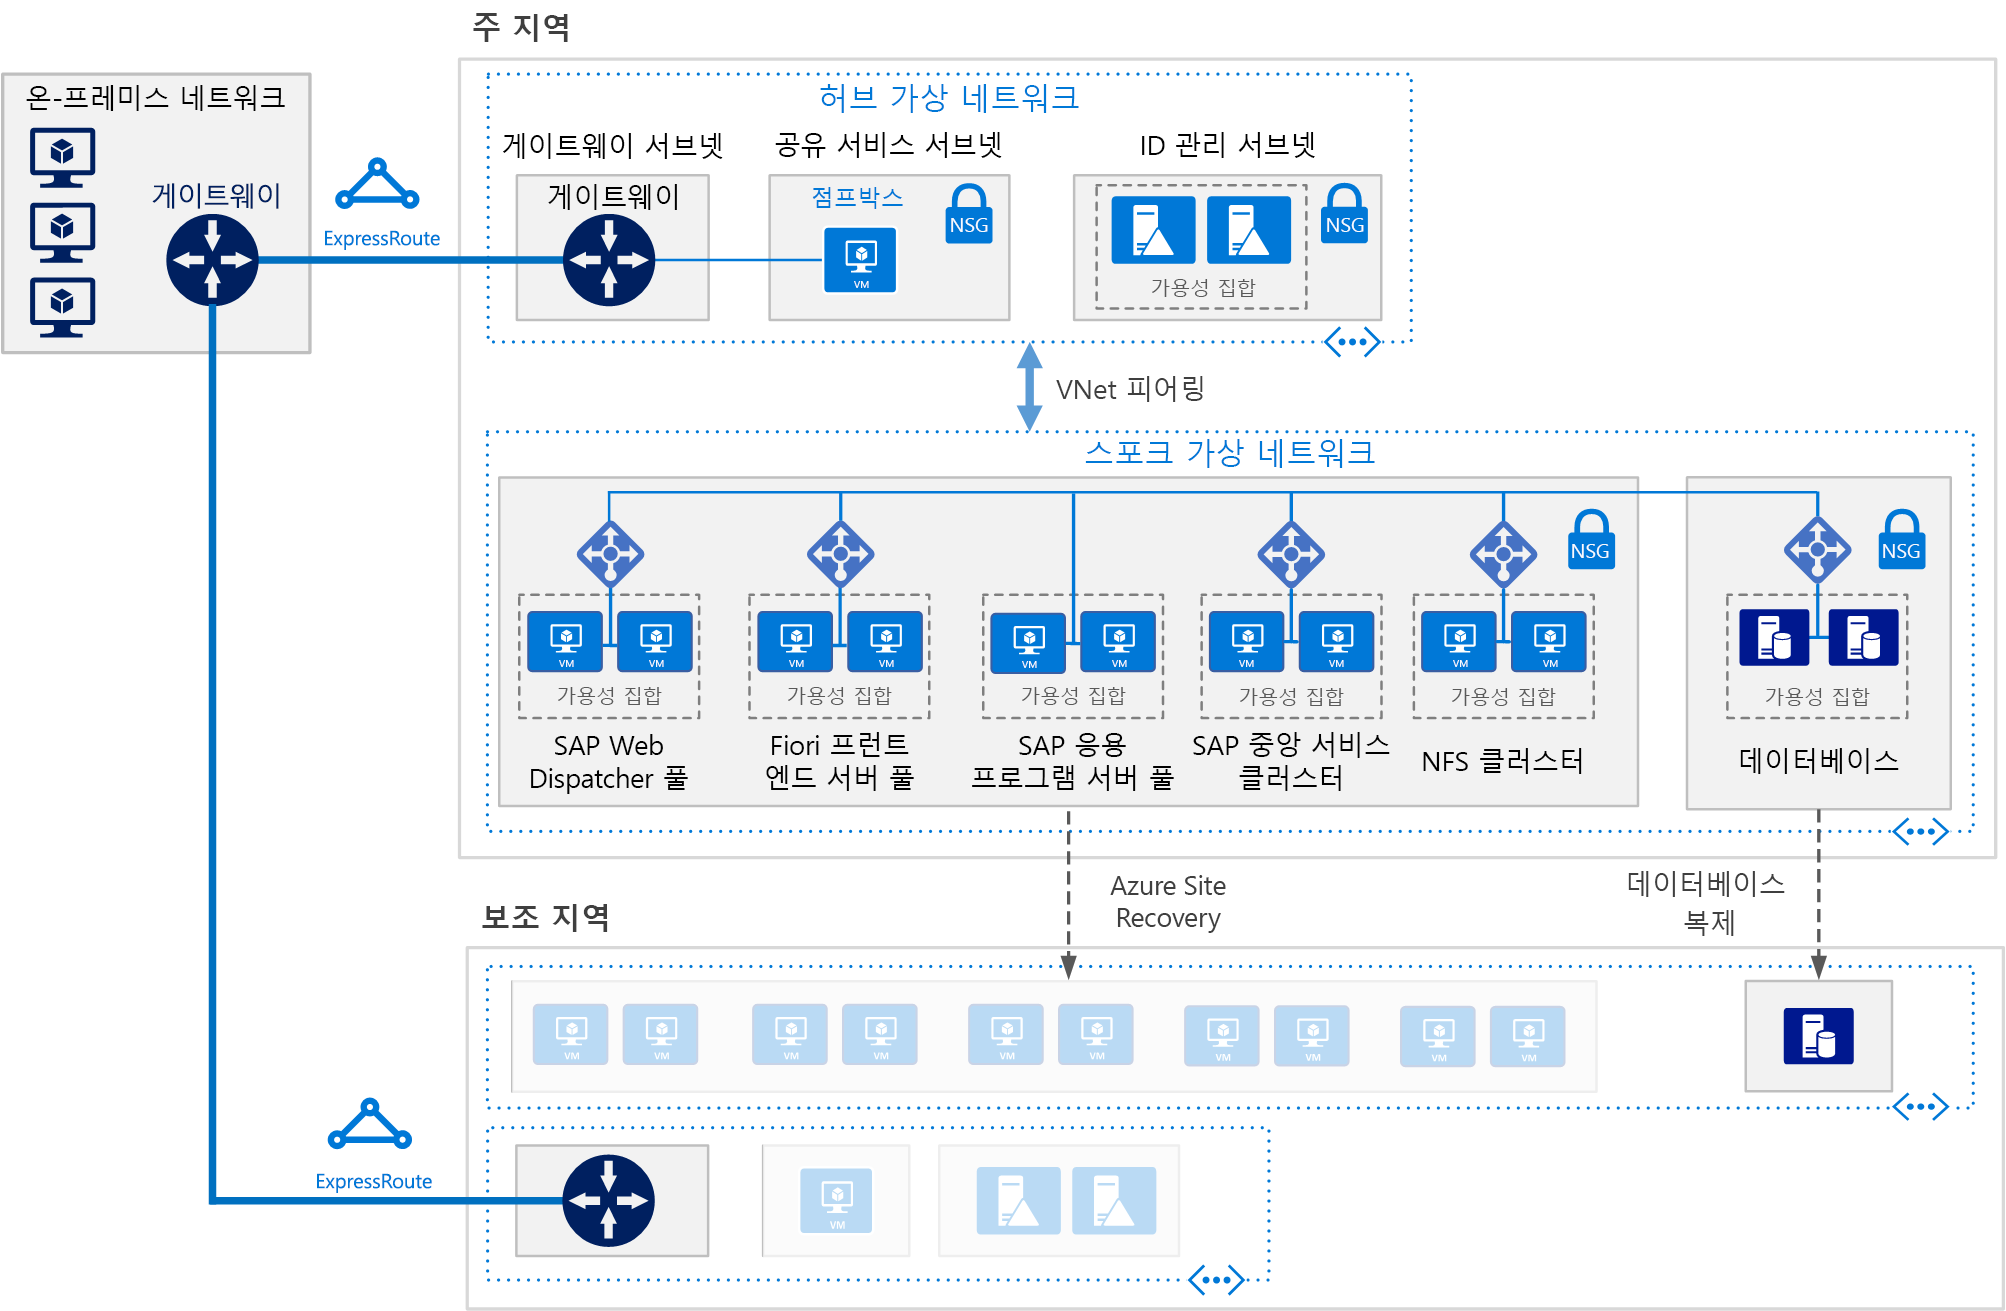 주 지역
온-프레미스 네트워크
게이트웨이
ExpressRoute
허브 가상 네트워크
게이트웨이 서브넷
게이트웨이
공유 서비스 서브넷
점프박스
NSG
VM
ID 관리 서브넷
NSG
가용성 집합
VNet 피어링
스포크 가상 네트워크
NSG
NSG
VM
VM
VM
VM
VM
VM
VM
VM
VM
VM
가용성 집합
가용성 집합
가용성 집합
가용성 집합
가용성 집합
가용성 집합
SAP Web
Dispatcher 풀
Fiori 프런트
엔드 서버 풀
SAP 응용
프로그램 서버 풀
SAP 중앙 서비스
클러스터
NFS 클러스터
데이터베이스
Azure Site
Recovery
데이터베이스
복제
보조 지역
VM
VM
VM
VM
VM
VM
VM
VM
VM
VM
ExpressRoute
VM